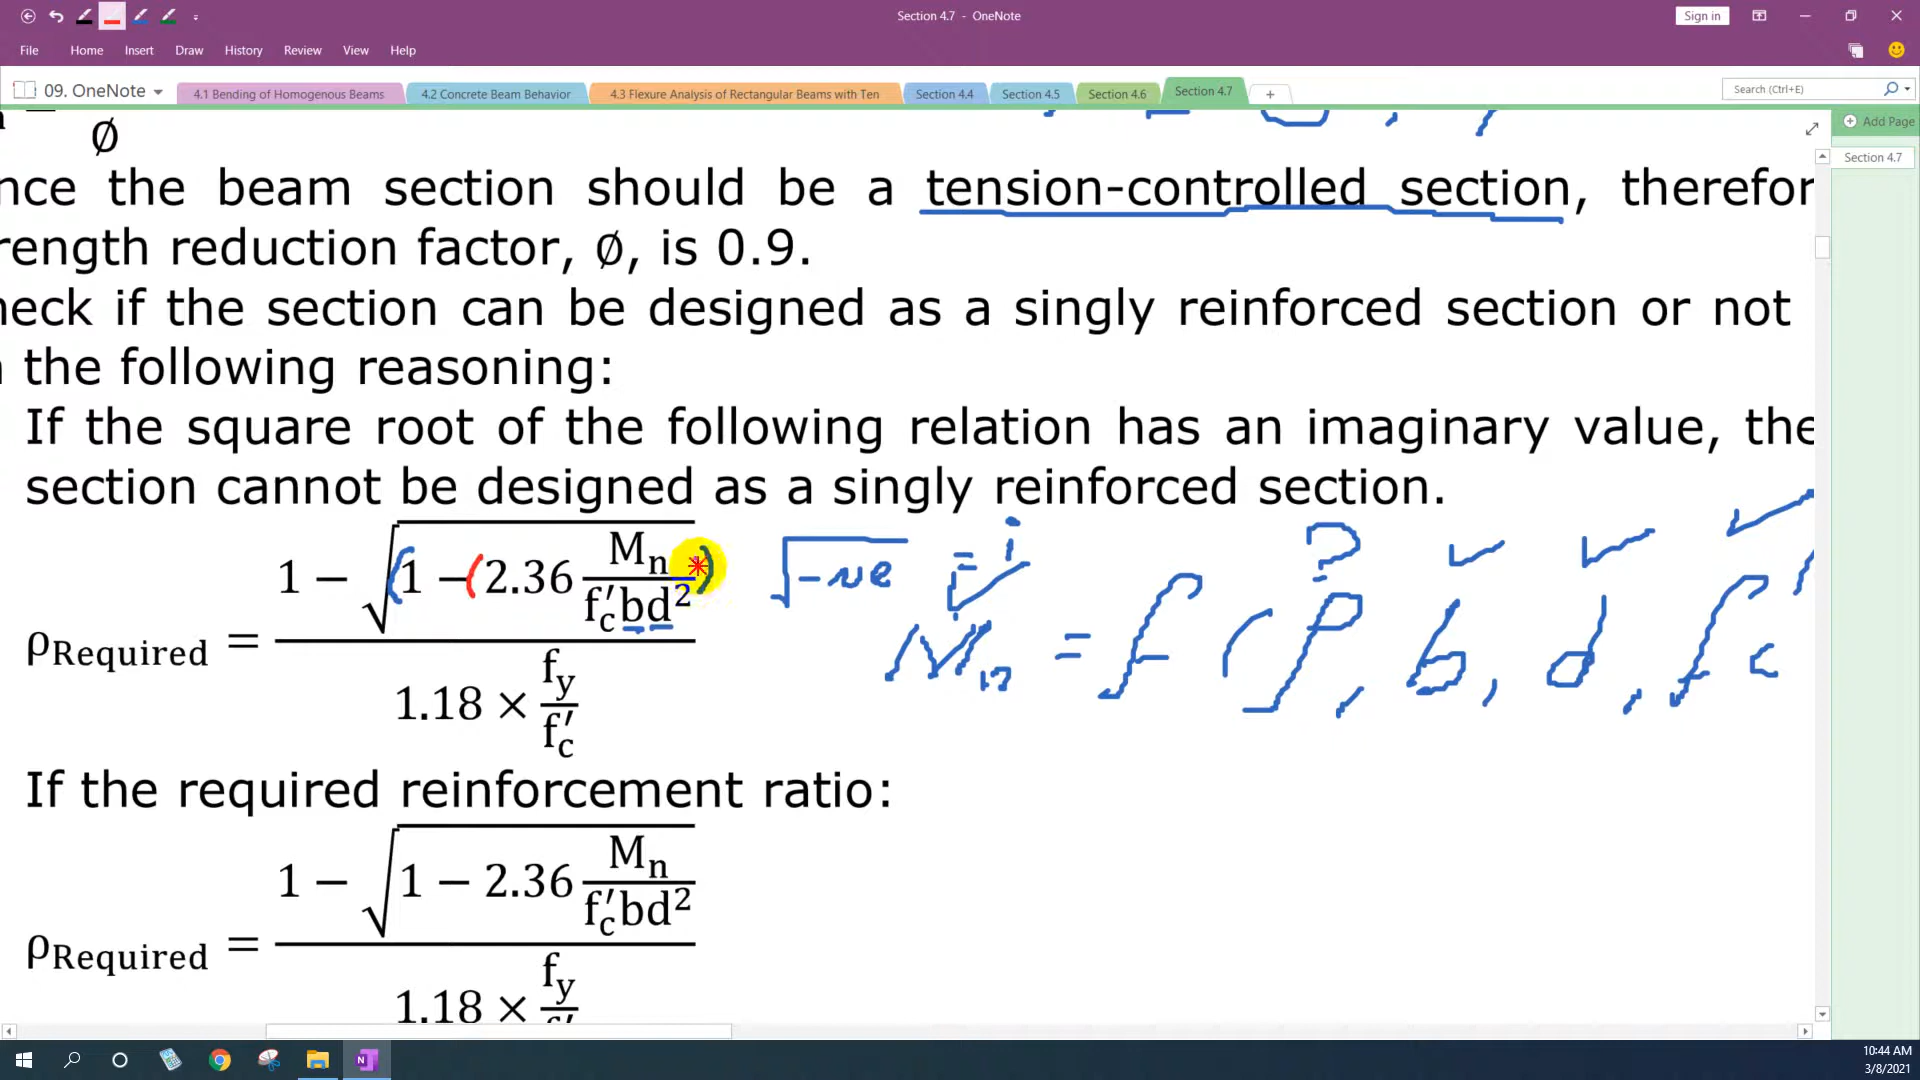 Section 4.7 - OneNote
Sign in
File Home Insert Draw History Review View Help
09. OneNote
4.1 Bending of Homogenous Beams
4.2 Concrete Beam Behavior
4.3 Flexure Analysis of Rectangular Beams with Ten
Section 4.4
Section 4.5
Section 4.6
Section 4.7
Search (Ctrl+E)
Add Page
Section 4.7
∅
nce the beam section should be a tension-controlled section, therefor
rength reduction factor, ∅, is 0.9.
heck if the section can be designed as a singly reinforced section or not
the following reasoning:
If the square root of the following relation has an imaginary value, the
section cannot be designed as a singly reinforced section.
ρRequired = (1 − √(1 − (2.36 Mn/(f′c bd²)))) / (1.18 × fy/f′c)
√-ve = i
? ✓ ✓ ✓
Mn = f(ρ, b, d, fc
If the required reinforcement ratio:
ρRequired = (1 − √(1 − 2.36 Mn/(f′c bd²))) / (1.18 × fy/f′
10:44 AM
3/8/2021